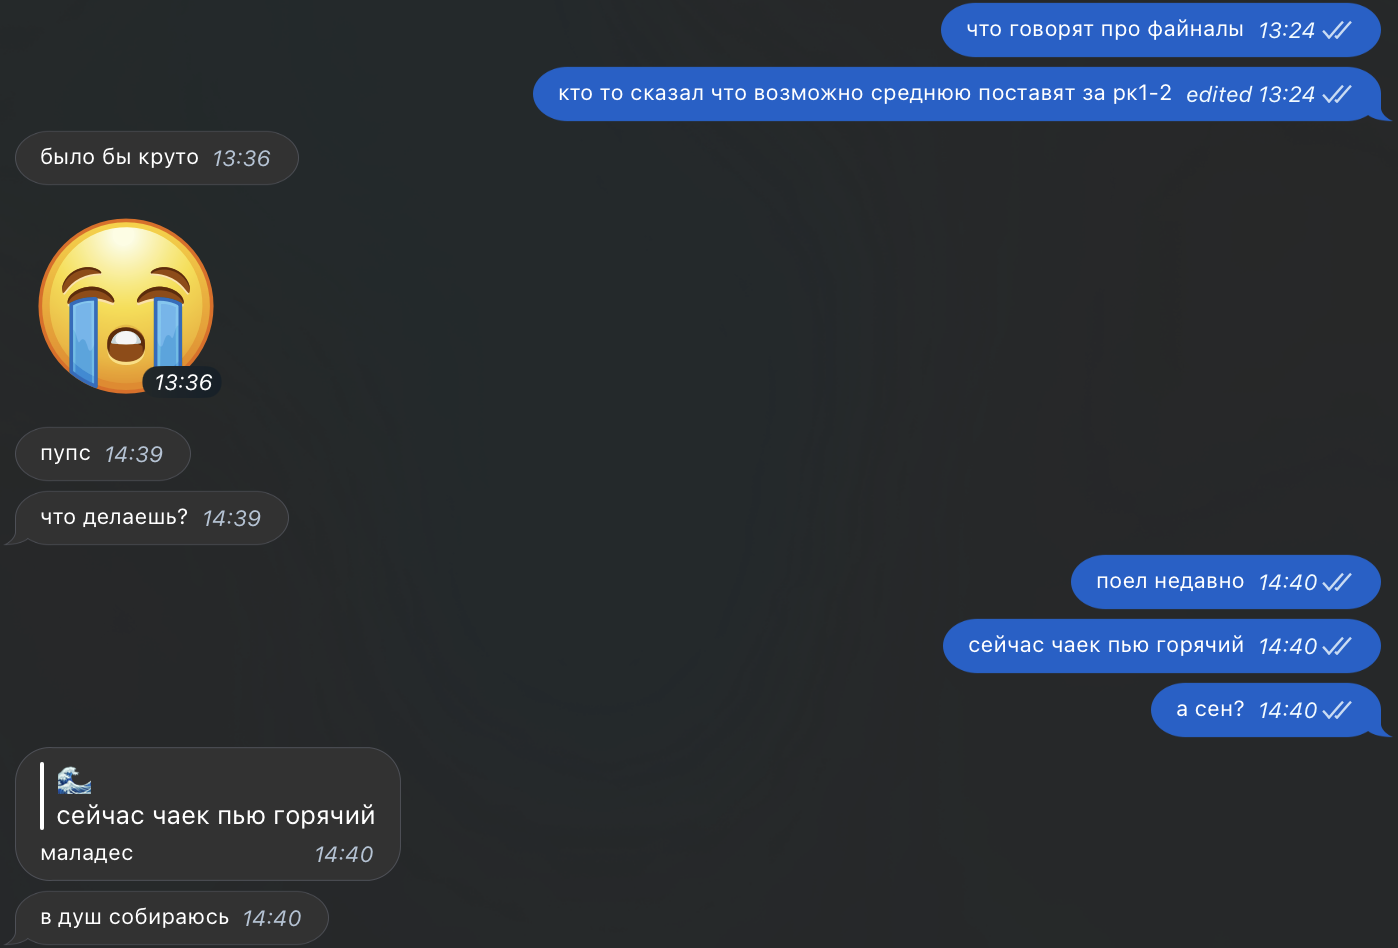 что говорят про файналы 13:24
кто то сказал что возможно среднюю поставят за рк1-2 edited 13:24
было бы круто 13:36
13:36
пупс 14:39
что делаешь? 14:39
поел недавно 14:40
сейчас чаек пью горячий 14:40
а сен? 14:40
🌊
сейчас чаек пью горячий
маладес 14:40
в душ собираюсь 14:40